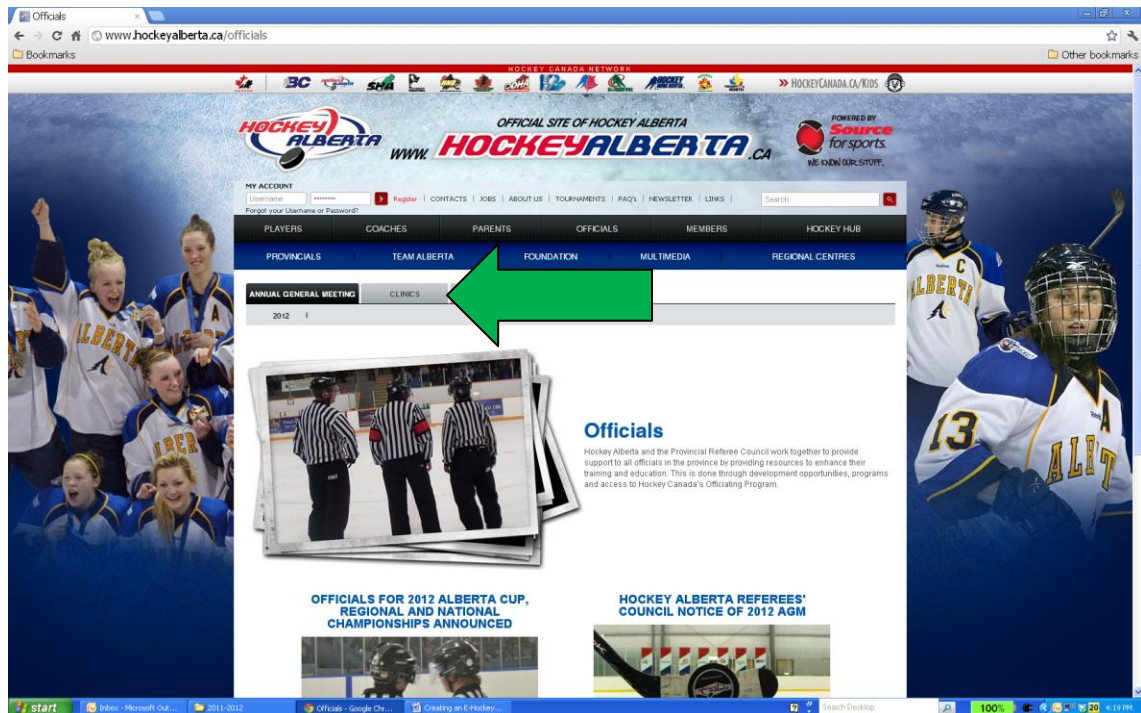 Officials
www.hockeyalberta.ca/officials
Bookmarks
Other bookmarks
HOCKEY CANADA NETWORK
BC
SHA
HOCKEYCANADA.CA/KIDS
HOCKEY ALBERTA
OFFICIAL SITE OF HOCKEY ALBERTA
WWW. HOCKEYALBERTA.CA
POWERED BY
Source
for sports.
WE KNOW OUR STUFF.
MY ACCOUNT
Username
Register | CONTACTS | JOBS | ABOUT US | TOURNAMENTS | FAQ's | NEWSLETTER | LINKS |
Search
Forgot your Username or Password?
PLAYERS COACHES PARENTS OFFICIALS MEMBERS HOCKEY HUB
PROVINCIALS TEAM ALBERTA FOUNDATION MULTIMEDIA REGIONAL CENTRES
ANNUAL GENERAL MEETING CLINICS
2012 |
Officials
Hockey Alberta and the Provincial Referee Council work together to provide
support to all officials in the province by providing resources to enhance their
training and education. This is done through development opportunities, programs
and access to Hockey Canada's Officiating Program.
OFFICIALS FOR 2012 ALBERTA CUP,
REGIONAL AND NATIONAL
CHAMPIONSHIPS ANNOUNCED
HOCKEY ALBERTA REFEREES'
COUNCIL NOTICE OF 2012 AGM
C
A
13
start
Inbox - Microsoft Out...
2011-2012
Officials - Google Chr...
Creating an E-Hockey...
Search Desktop
100%
20
4:19 PM